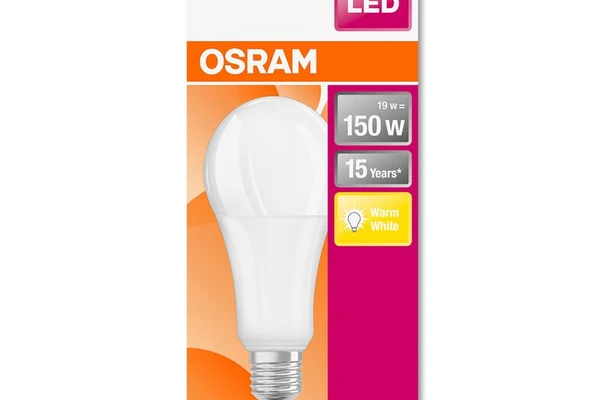 LED
OSRAM
19 w =
150 W
15 Years*
Warm
White